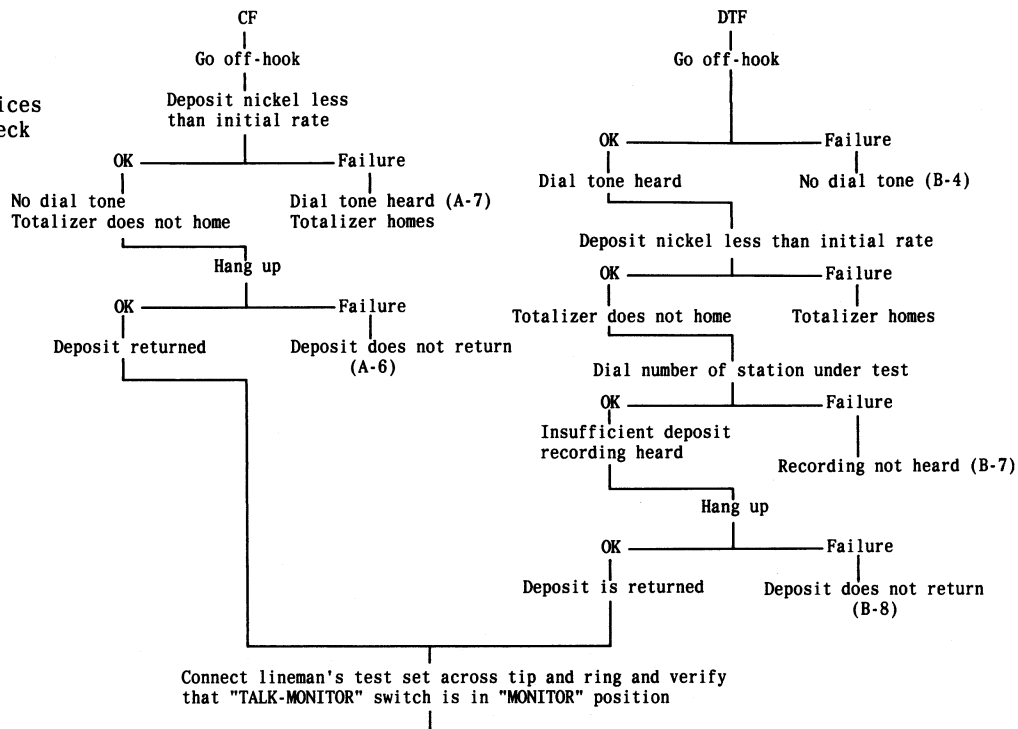 CF
Go off-hook
ices
eck
Deposit nickel less
than initial rate
OK
Failure
No dial tone
Totalizer does not home
Dial tone heard (A-7)
Totalizer homes
Hang up
OK
Failure
Deposit returned
Deposit does not return
(A-6)
DTF
Go off-hook
OK
Failure
Dial tone heard
No dial tone (B-4)
Deposit nickel less than initial rate
OK
Failure
Totalizer does not home
Totalizer homes
Dial number of station under test
OK
Failure
Insufficient deposit
recording heard
Recording not heard (B-7)
Hang up
OK
Failure
Deposit is returned
Deposit does not return
(B-8)
Connect lineman's test set across tip and ring and verify
that "TALK-MONITOR" switch is in "MONITOR" position